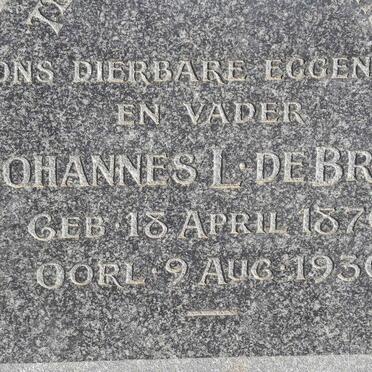 ONS DIERBARE EGGEN
EN VADER
OHANNES L. DE BR
GEB. 18 APRIL 187
OORL. 9 AUG: 193